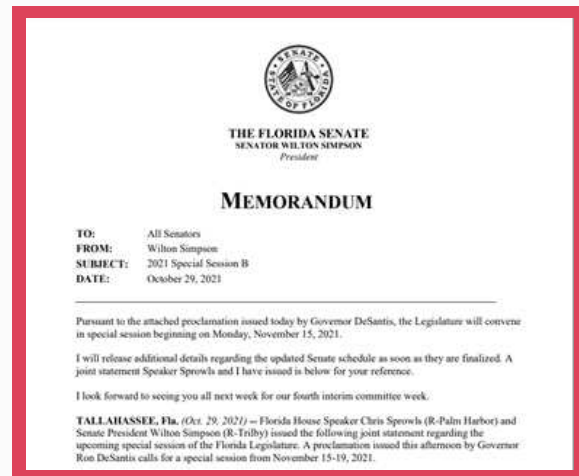 SENATE
STATE OF FLORIDA
THE FLORIDA SENATE
SENATOR WILTON SIMPSON
President
MEMORANDUM
TO: All Senators
FROM: Wilton Simpson
SUBJECT: 2021 Special Session B
DATE: October 29, 2021
Pursuant to the attached proclamation issued today by Governor DeSantis, the Legislature will convene
in special session beginning on Monday, November 15, 2021.
I will release additional details regarding the updated Senate schedule as soon as they are finalized. A
joint statement Speaker Sprowls and I have issued is below for your reference.
I look forward to seeing you all next week for our fourth interim committee week.
TALLAHASSEE, Fla. (Oct. 29, 2021) — Florida House Speaker Chris Sprowls (R-Palm Harbor) and
Senate President Wilton Simpson (R-Trilby) issued the following joint statement regarding the
upcoming special session of the Florida Legislature. A proclamation issued this afternoon by Governor
Ron DeSantis calls for a special session from November 15-19, 2021.